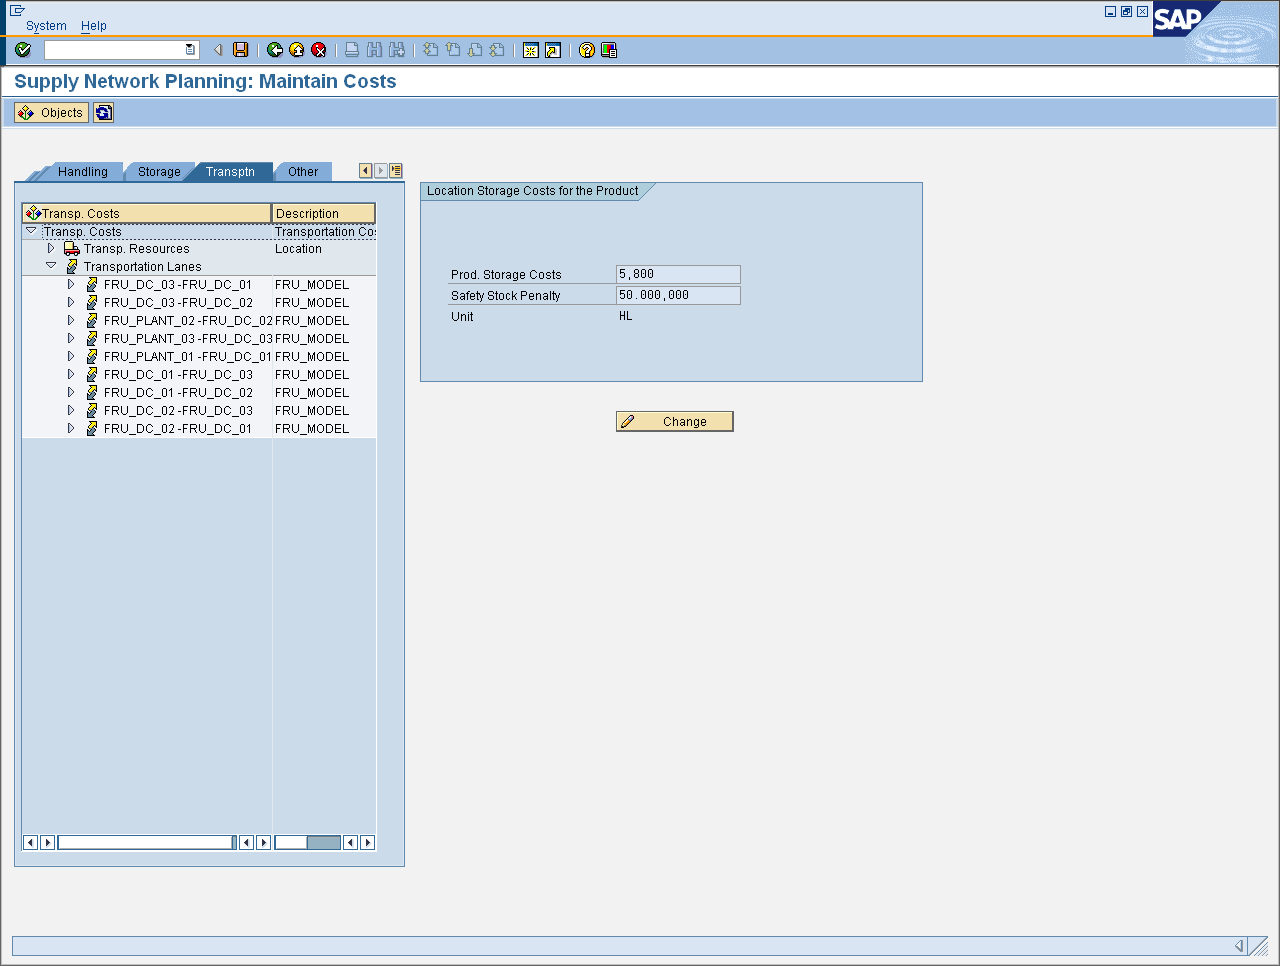 System Help
SAP
Supply Network Planning: Maintain Costs
Objects
Handling Storage Transptn Other
Location Storage Costs for the Product
Transp. Costs Description
Transp. Costs Transportation Co
Transp. Resources Location
Transportation Lanes
FRU_DC_03 -FRU_DC_01 FRU_MODEL
FRU_DC_03 -FRU_DC_02 FRU_MODEL
FRU_PLANT_02 -FRU_DC_02 FRU_MODEL
FRU_PLANT_03 -FRU_DC_03 FRU_MODEL
FRU_PLANT_01 -FRU_DC_01 FRU_MODEL
FRU_DC_01 -FRU_DC_03 FRU_MODEL
FRU_DC_01 -FRU_DC_02 FRU_MODEL
FRU_DC_02 -FRU_DC_03 FRU_MODEL
FRU_DC_02 -FRU_DC_01 FRU_MODEL
Prod. Storage Costs 5,800
Safety Stock Penalty 50.000,000
Unit HL
Change